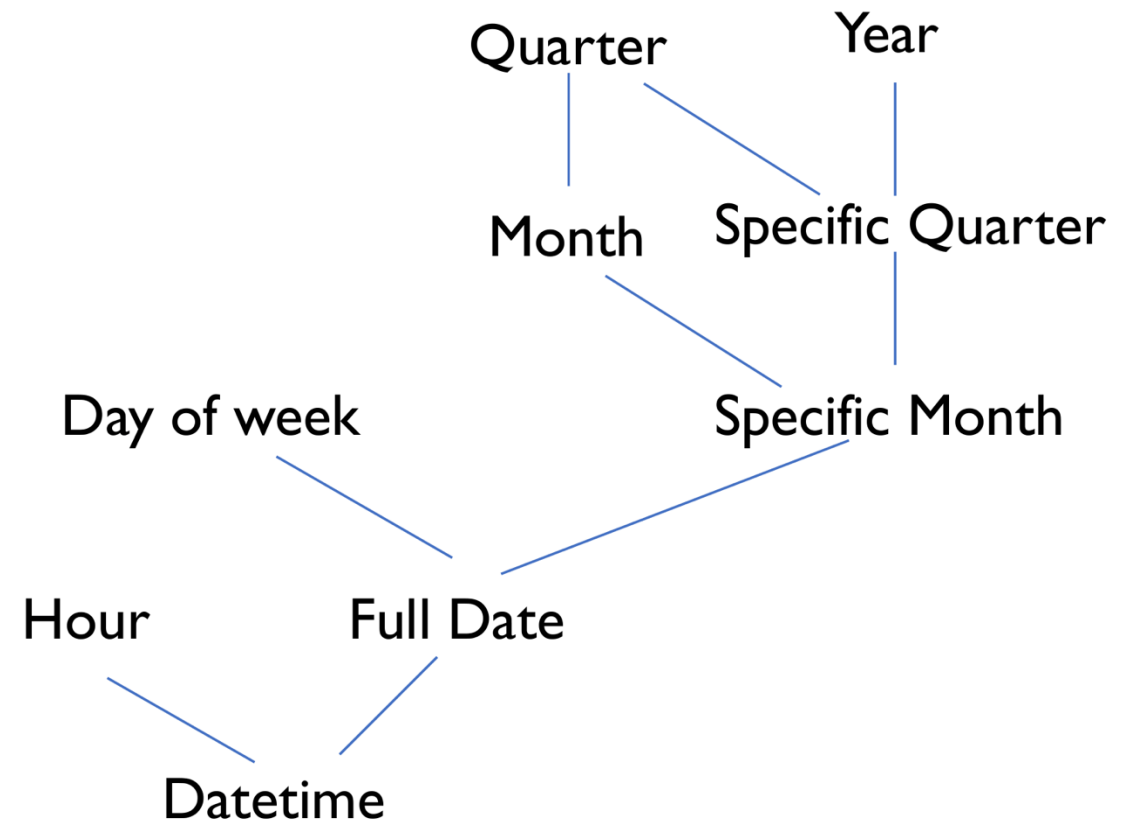 Quarter
Year
Month
Specific Quarter
Day of week
Specific Month
Hour
Full Date
Datetime